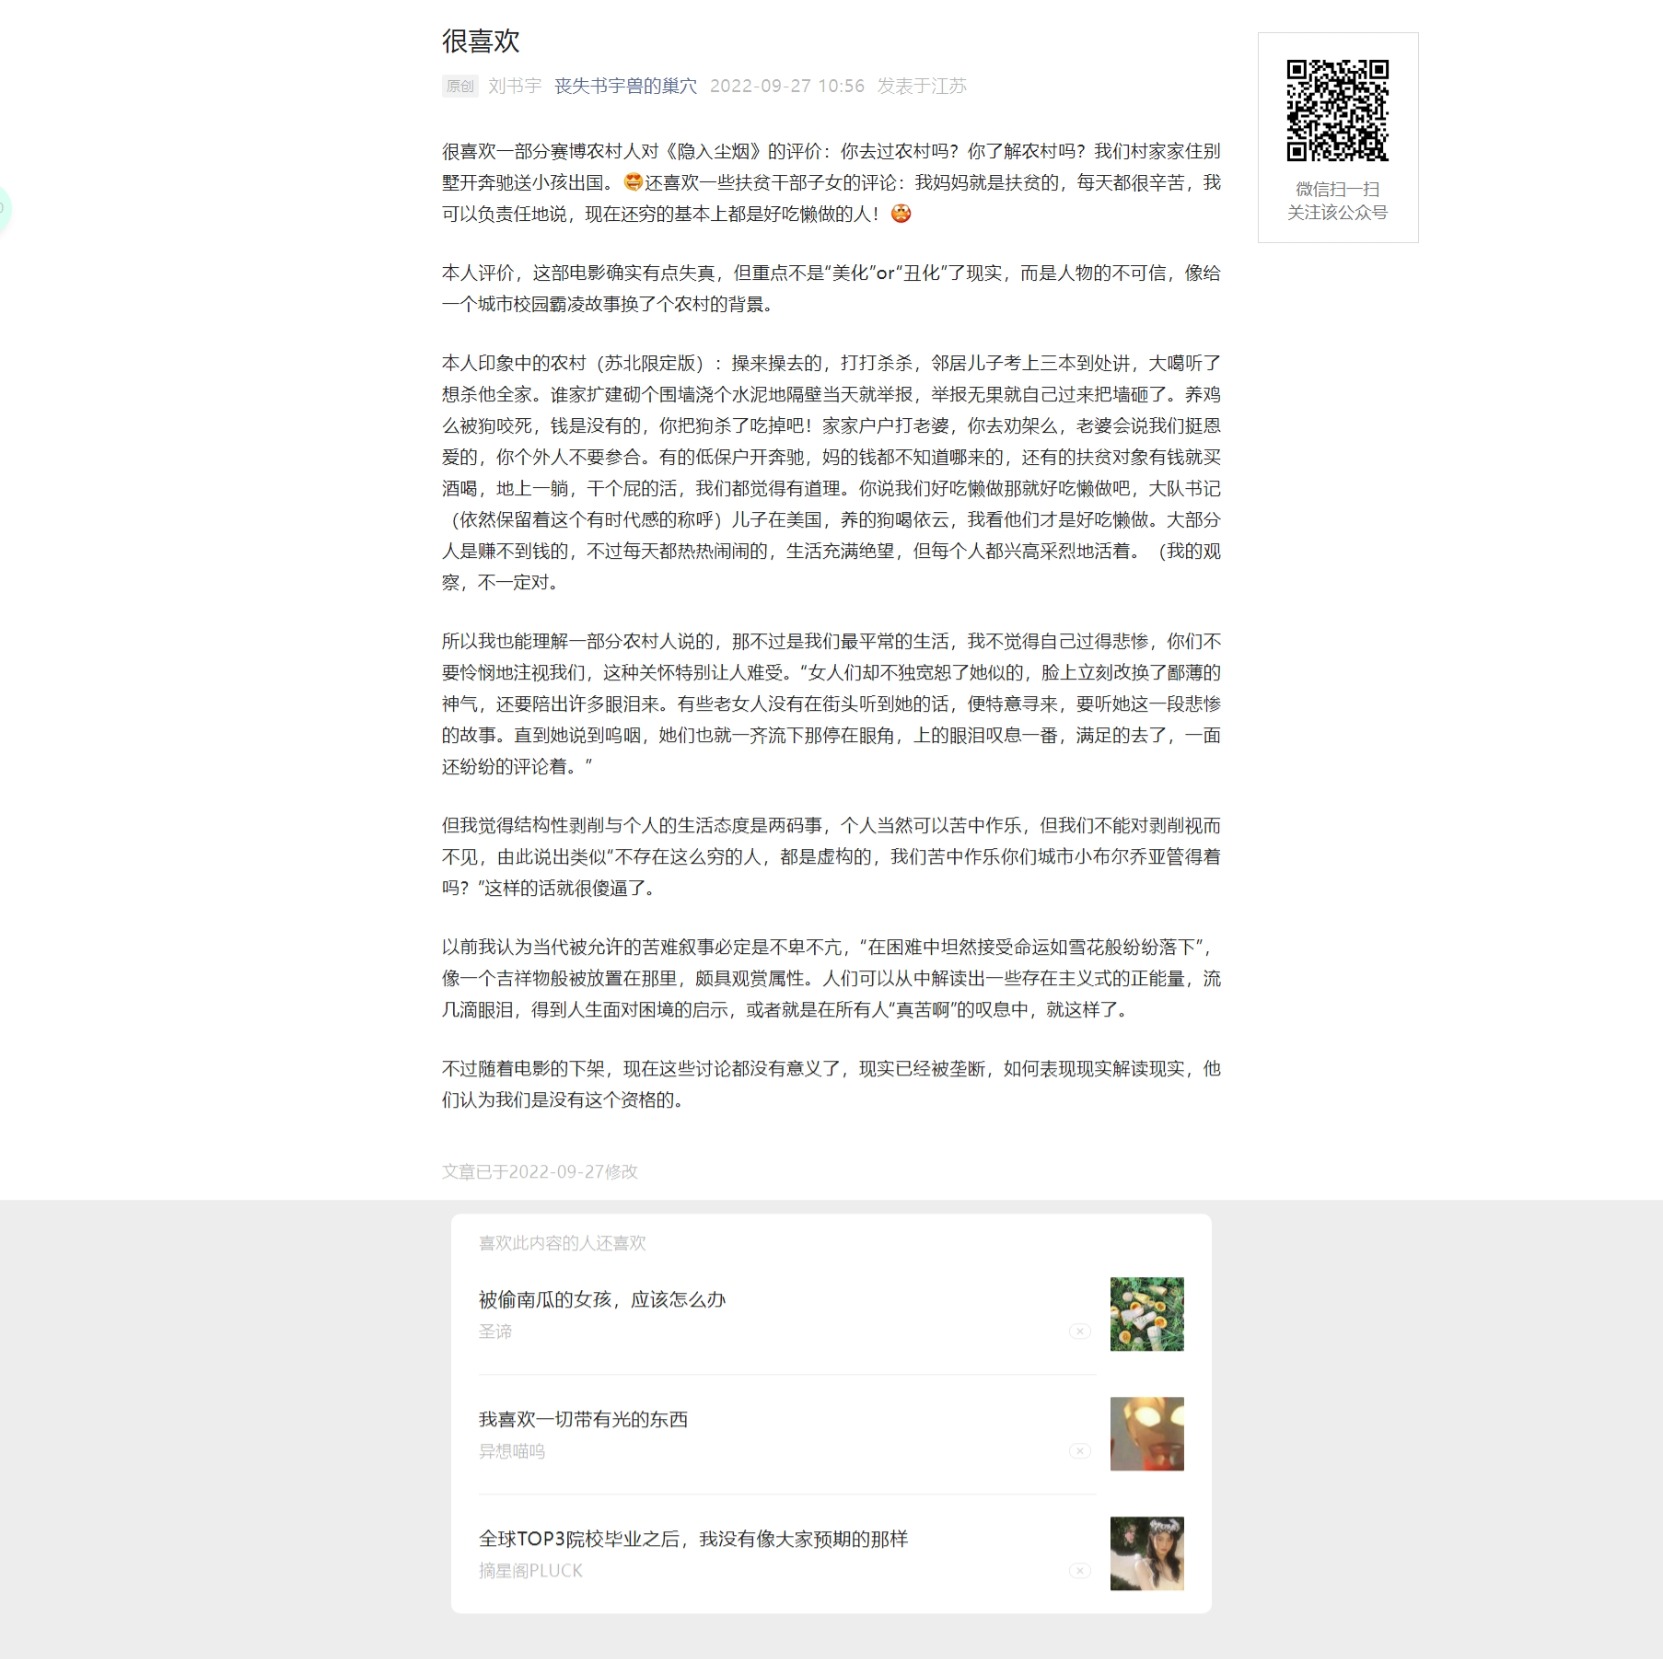 很喜欢
原创 刘书宇 丧失书宇兽的巢穴 2022-09-27 10:56 发表于江苏
微信扫一扫
关注该公众号
很喜欢一部分赛博农村人对《隐入尘烟》的评价：你去过农村吗？你了解农村吗？我们村家家住别
墅开奔驰送小孩出国。😍还喜欢一些扶贫干部子女的评论：我妈妈就是扶贫的，每天都很辛苦，我
可以负责任地说，现在还穷的基本上都是好吃懒做的人！😡
本人评价，这部电影确实有点失真，但重点不是“美化”or“丑化”了现实，而是人物的不可信，像给
一个城市校园霸凌故事换了个农村的背景。
本人印象中的农村（苏北限定版）：操来操去的，打打杀杀，邻居儿子考上三本到处讲，大噶听了
想杀他全家。谁家扩建砌个围墙浇个水泥地隔壁当天就举报，举报无果就自己过来把墙砸了。养鸡
么被狗咬死，钱是没有的，你把狗杀了吃掉吧！家家户户打老婆，你去劝架么，老婆会说我们挺恩
爱的，你个外人不要参合。有的低保户开奔驰，妈的钱都不知道哪来的，还有的扶贫对象有钱就买
酒喝，地上一躺，干个屁的活，我们都觉得有道理。你说我们好吃懒做那就好吃懒做吧，大队书记
（依然保留着这个有时代感的称呼）儿子在美国，养的狗喝依云，我看他们才是好吃懒做。大部分
人是赚不到钱的，不过每天都热热闹闹的，生活充满绝望，但每个人都兴高采烈地活着。（我的观
察，不一定对。
所以我也能理解一部分农村人说的，那不过是我们最平常的生活，我不觉得自己过得悲惨，你们不
要怜悯地注视我们，这种关怀特别让人难受。“女人们却不独宽恕了她似的，脸上立刻改换了鄙薄的
神气，还要陪出许多眼泪来。有些老女人没有在街头听到她的话，便特意寻来，要听她这一段悲惨
的故事。直到她说到呜咽，她们也就一齐流下那停在眼角，上的眼泪叹息一番，满足的去了，一面
还纷纷的评论着。”
但我觉得结构性剥削与个人的生活态度是两码事，个人当然可以苦中作乐，但我们不能对剥削视而
不见，由此说出类似“不存在这么穷的人，都是虚构的，我们苦中作乐你们城市小布尔乔亚管得着
吗？”这样的话就很傻逼了。
以前我认为当代被允许的苦难叙事必定是不卑不亢，“在困难中坦然接受命运如雪花般纷纷落下”，
像一个吉祥物般被放置在那里，颇具观赏属性。人们可以从中解读出一些存在主义式的正能量，流
几滴眼泪，得到人生面对困境的启示，或者就是在所有人“真苦啊”的叹息中，就这样了。
不过随着电影的下架，现在这些讨论都没有意义了，现实已经被垄断，如何表现现实解读现实，他
们认为我们是没有这个资格的。
文章已于2022-09-27修改
喜欢此内容的人还喜欢
被偷南瓜的女孩，应该怎么办
圣谛
我喜欢一切带有光的东西
异想喵呜
全球TOP3院校毕业之后，我没有像大家预期的那样
摘星阁PLUCK